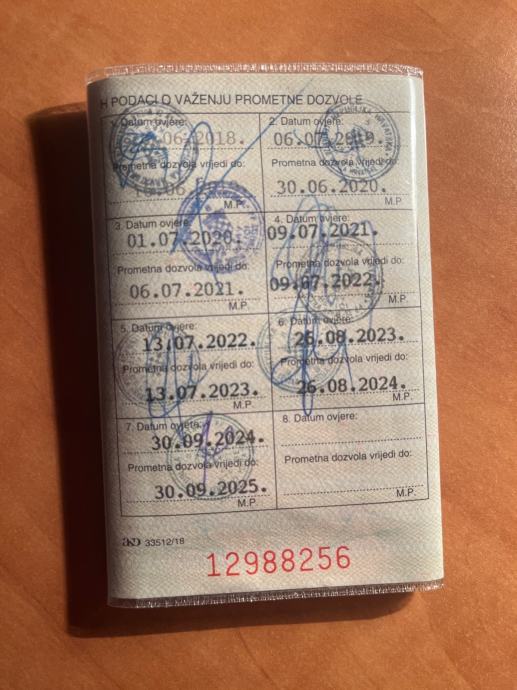 H PODACI O VAŽENJU PROMETNE DOZVOLE
1. Datum ovjere:
06.2018.
Prometna dozvola vrijedi do:
M.P.
2. Datum ovjere:
06.07.2019.
Prometna dozvola vrijedi do:
30.06.2020.
M.P.
3. Datum ovjere:
01.07.2020.
Prometna dozvola vrijedi do:
06.07.2021.
M.P.
4. Datum ovjere:
09.07.2021.
Prometna dozvola vrijedi do:
09.07.2022.
M.P.
5. Datum ovjere:
13.07.2022.
Prometna dozvola vrijedi do:
13.07.2023.
M.P.
6. Datum ovjere:
26.08.2023.
Prometna dozvola vrijedi do:
26.08.2024.
M.P.
7. Datum ovjere:
30.09.2024.
Prometna dozvola vrijedi do:
30.09.2025.
M.P.
8. Datum ovjere:
Prometna dozvola vrijedi do:
M.P.
AKD 33512/18
12988256